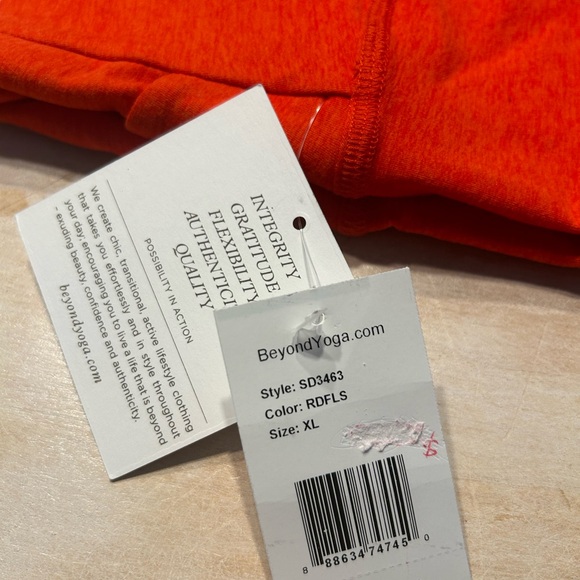 INTEGRITY
GRATITUDE
FLEXIBILITY
QUALITY
POSSIBILITY IN ACTION
We create chic, transitional, active lifestyle clothing
that takes you effortlessly and in style throughout
your day; encouraging you to live a life that is beyond
- exuding beauty, confidence and authenticity.
beyondyoga.com
BeyondYoga.com
Style: SD3463
Color: RDFLS
Size: XL
8 88634 74745 0